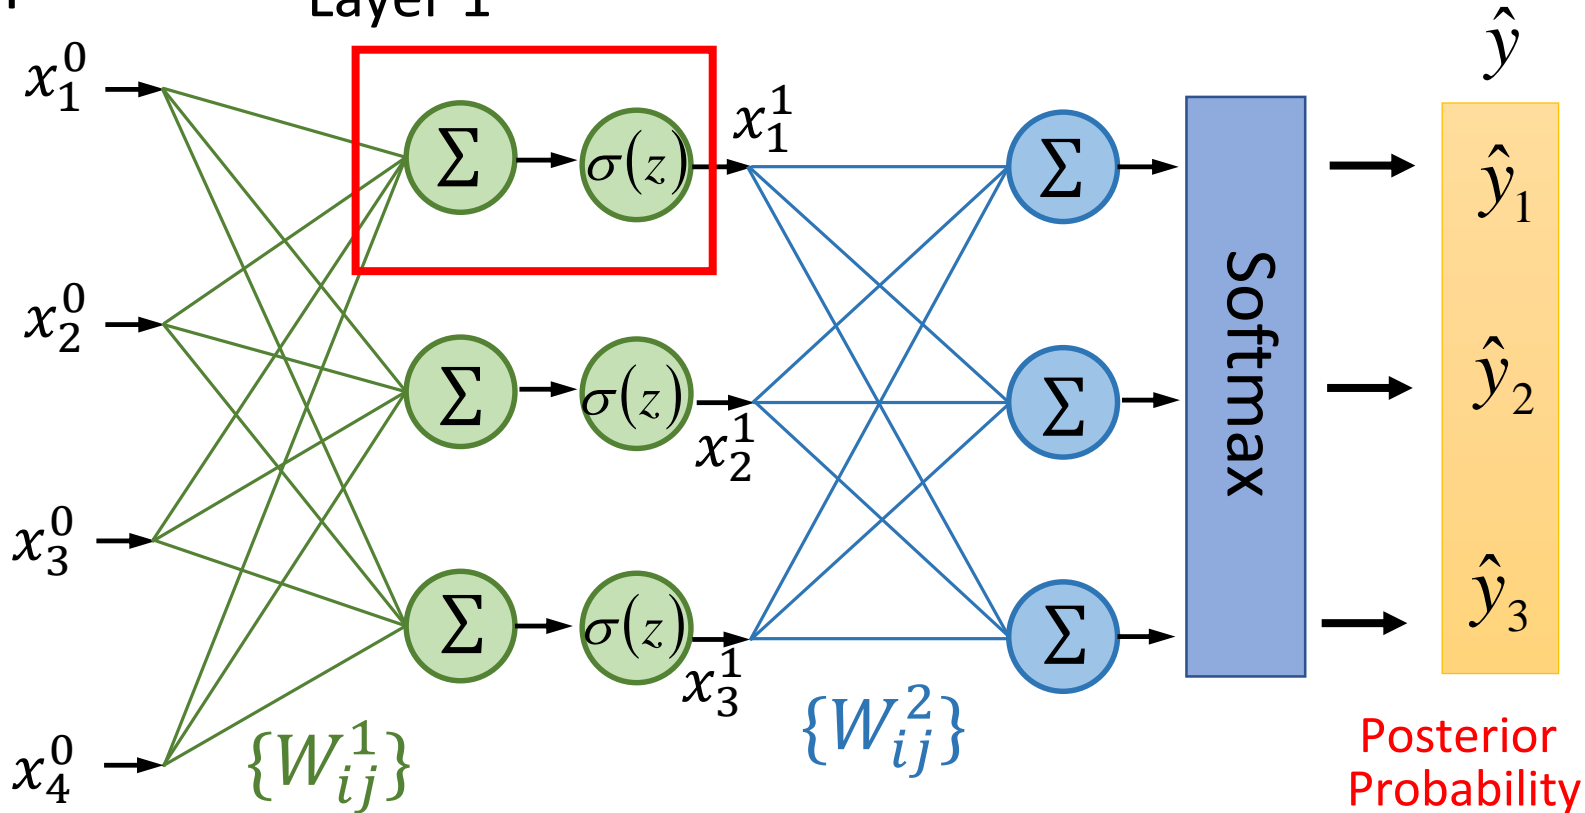 Layer 1
ŷ
x₁⁰
Σ
σ(z)
x₁¹
Σ
ŷ₁
x₂⁰
Σ
σ(z)
x₂¹
Σ
Softmax
ŷ₂
x₃⁰
Σ
σ(z)
x₃¹
Σ
ŷ₃
x₄⁰
{W¹ᵢⱼ}
{W²ᵢⱼ}
Posterior
Probability